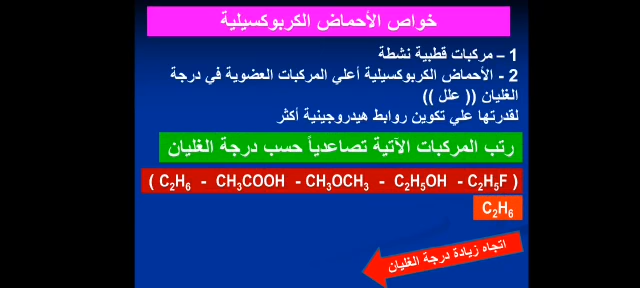 خواص الأحماض الكربوكسيلية
1 – مركبات قطبية نشطة
2 - الأحماض الكربوكسيلية أعلي المركبات العضوية في درجة
الغليان (( علل ))
لقدرتها علي تكوين روابط هيدروجينية أكثر
رتب المركبات الآتية تصاعدياً حسب درجة الغليان
( C₂H₆ - CH₃COOH - CH₃OCH₃ - C₂H₅OH - C₂H₅F )
C₂H₆
اتجاه زيادة درجة الغليان